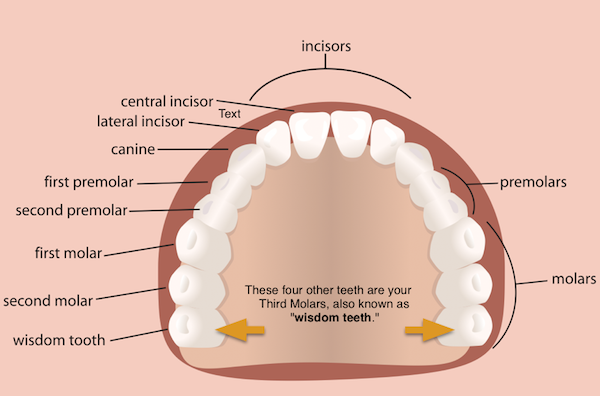 incisors
central incisor
Text
lateral incisor
canine
first premolar
premolars
second premolar
first molar
molars
These four other teeth are your
Third Molars, also known as
"wisdom teeth."
second molar
wisdom tooth